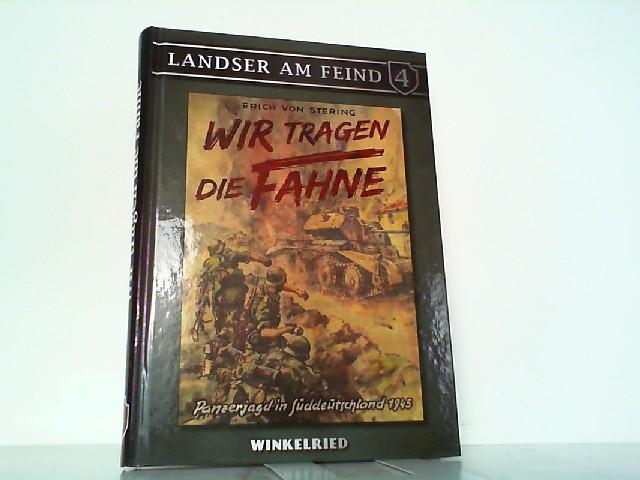 LANDSER AM FEIND 4
ERICH VON STERING
WIR TRAGEN
DIE FAHNE
Panzerjagd in Süddeutschland 1945
WINKELRIED